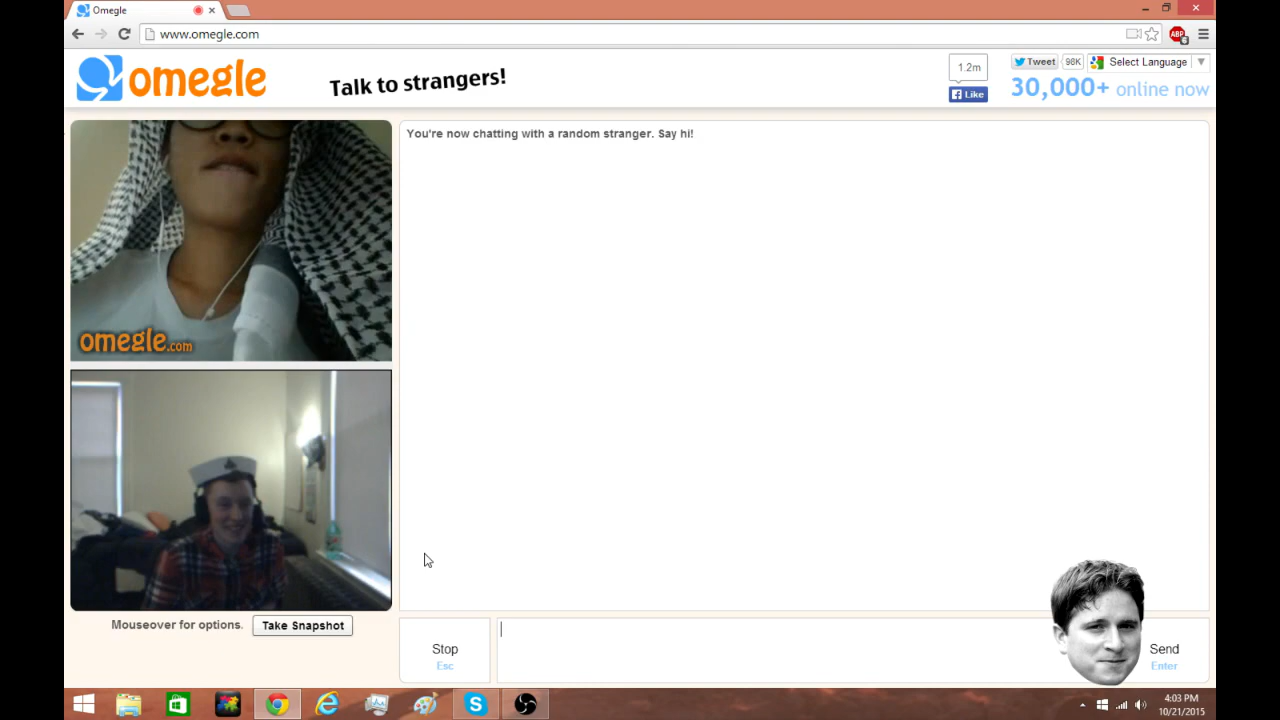 Omegle
www.omegle.com
omegle
Talk to strangers!
1.2m
Like
Tweet
98K
Select Language
30,000+ online now
ABP
You're now chatting with a random stranger. Say hi!
omegle.com
Mouseover for options.
Take Snapshot
Stop
Esc
Send
Enter
4:03 PM
10/21/2015